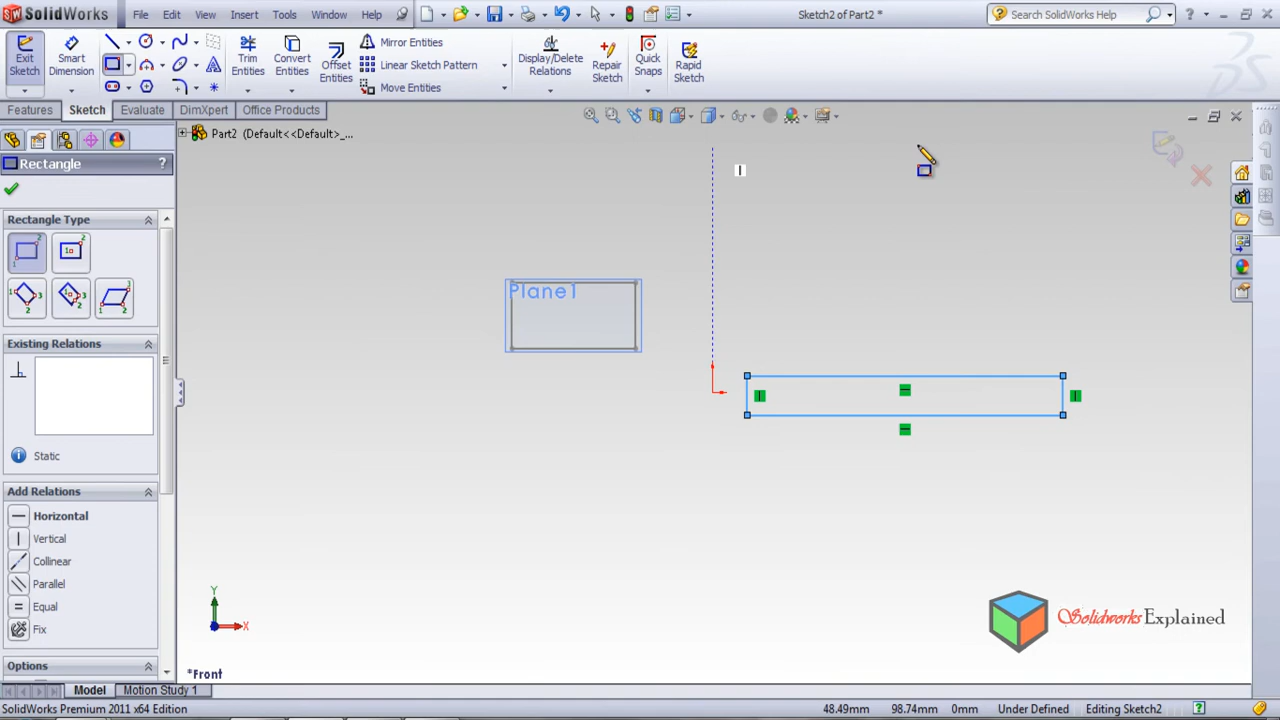 SolidWorks File Edit View Insert Tools Window Help Sketch2 of Part2 * Search SolidWorks Help
Exit Sketch
Smart Dimension
Trim Entities
Convert Entities
Offset Entities
Mirror Entities
Linear Sketch Pattern
Move Entities
Display/Delete Relations
Repair Sketch
Quick Snaps
Rapid Sketch
Features Sketch Evaluate DimXpert Office Products
Part2 (Default<<Default>_...
Rectangle ?
Rectangle Type
Existing Relations
Static
Add Relations
Horizontal
Vertical
Collinear
Parallel
Equal
Fix
Options
Plane1
Y
X
*Front
Solidworks Explained
Model Motion Study 1
SolidWorks Premium 2011 x64 Edition 48.49mm 98.74mm 0mm Under Defined Editing Sketch2